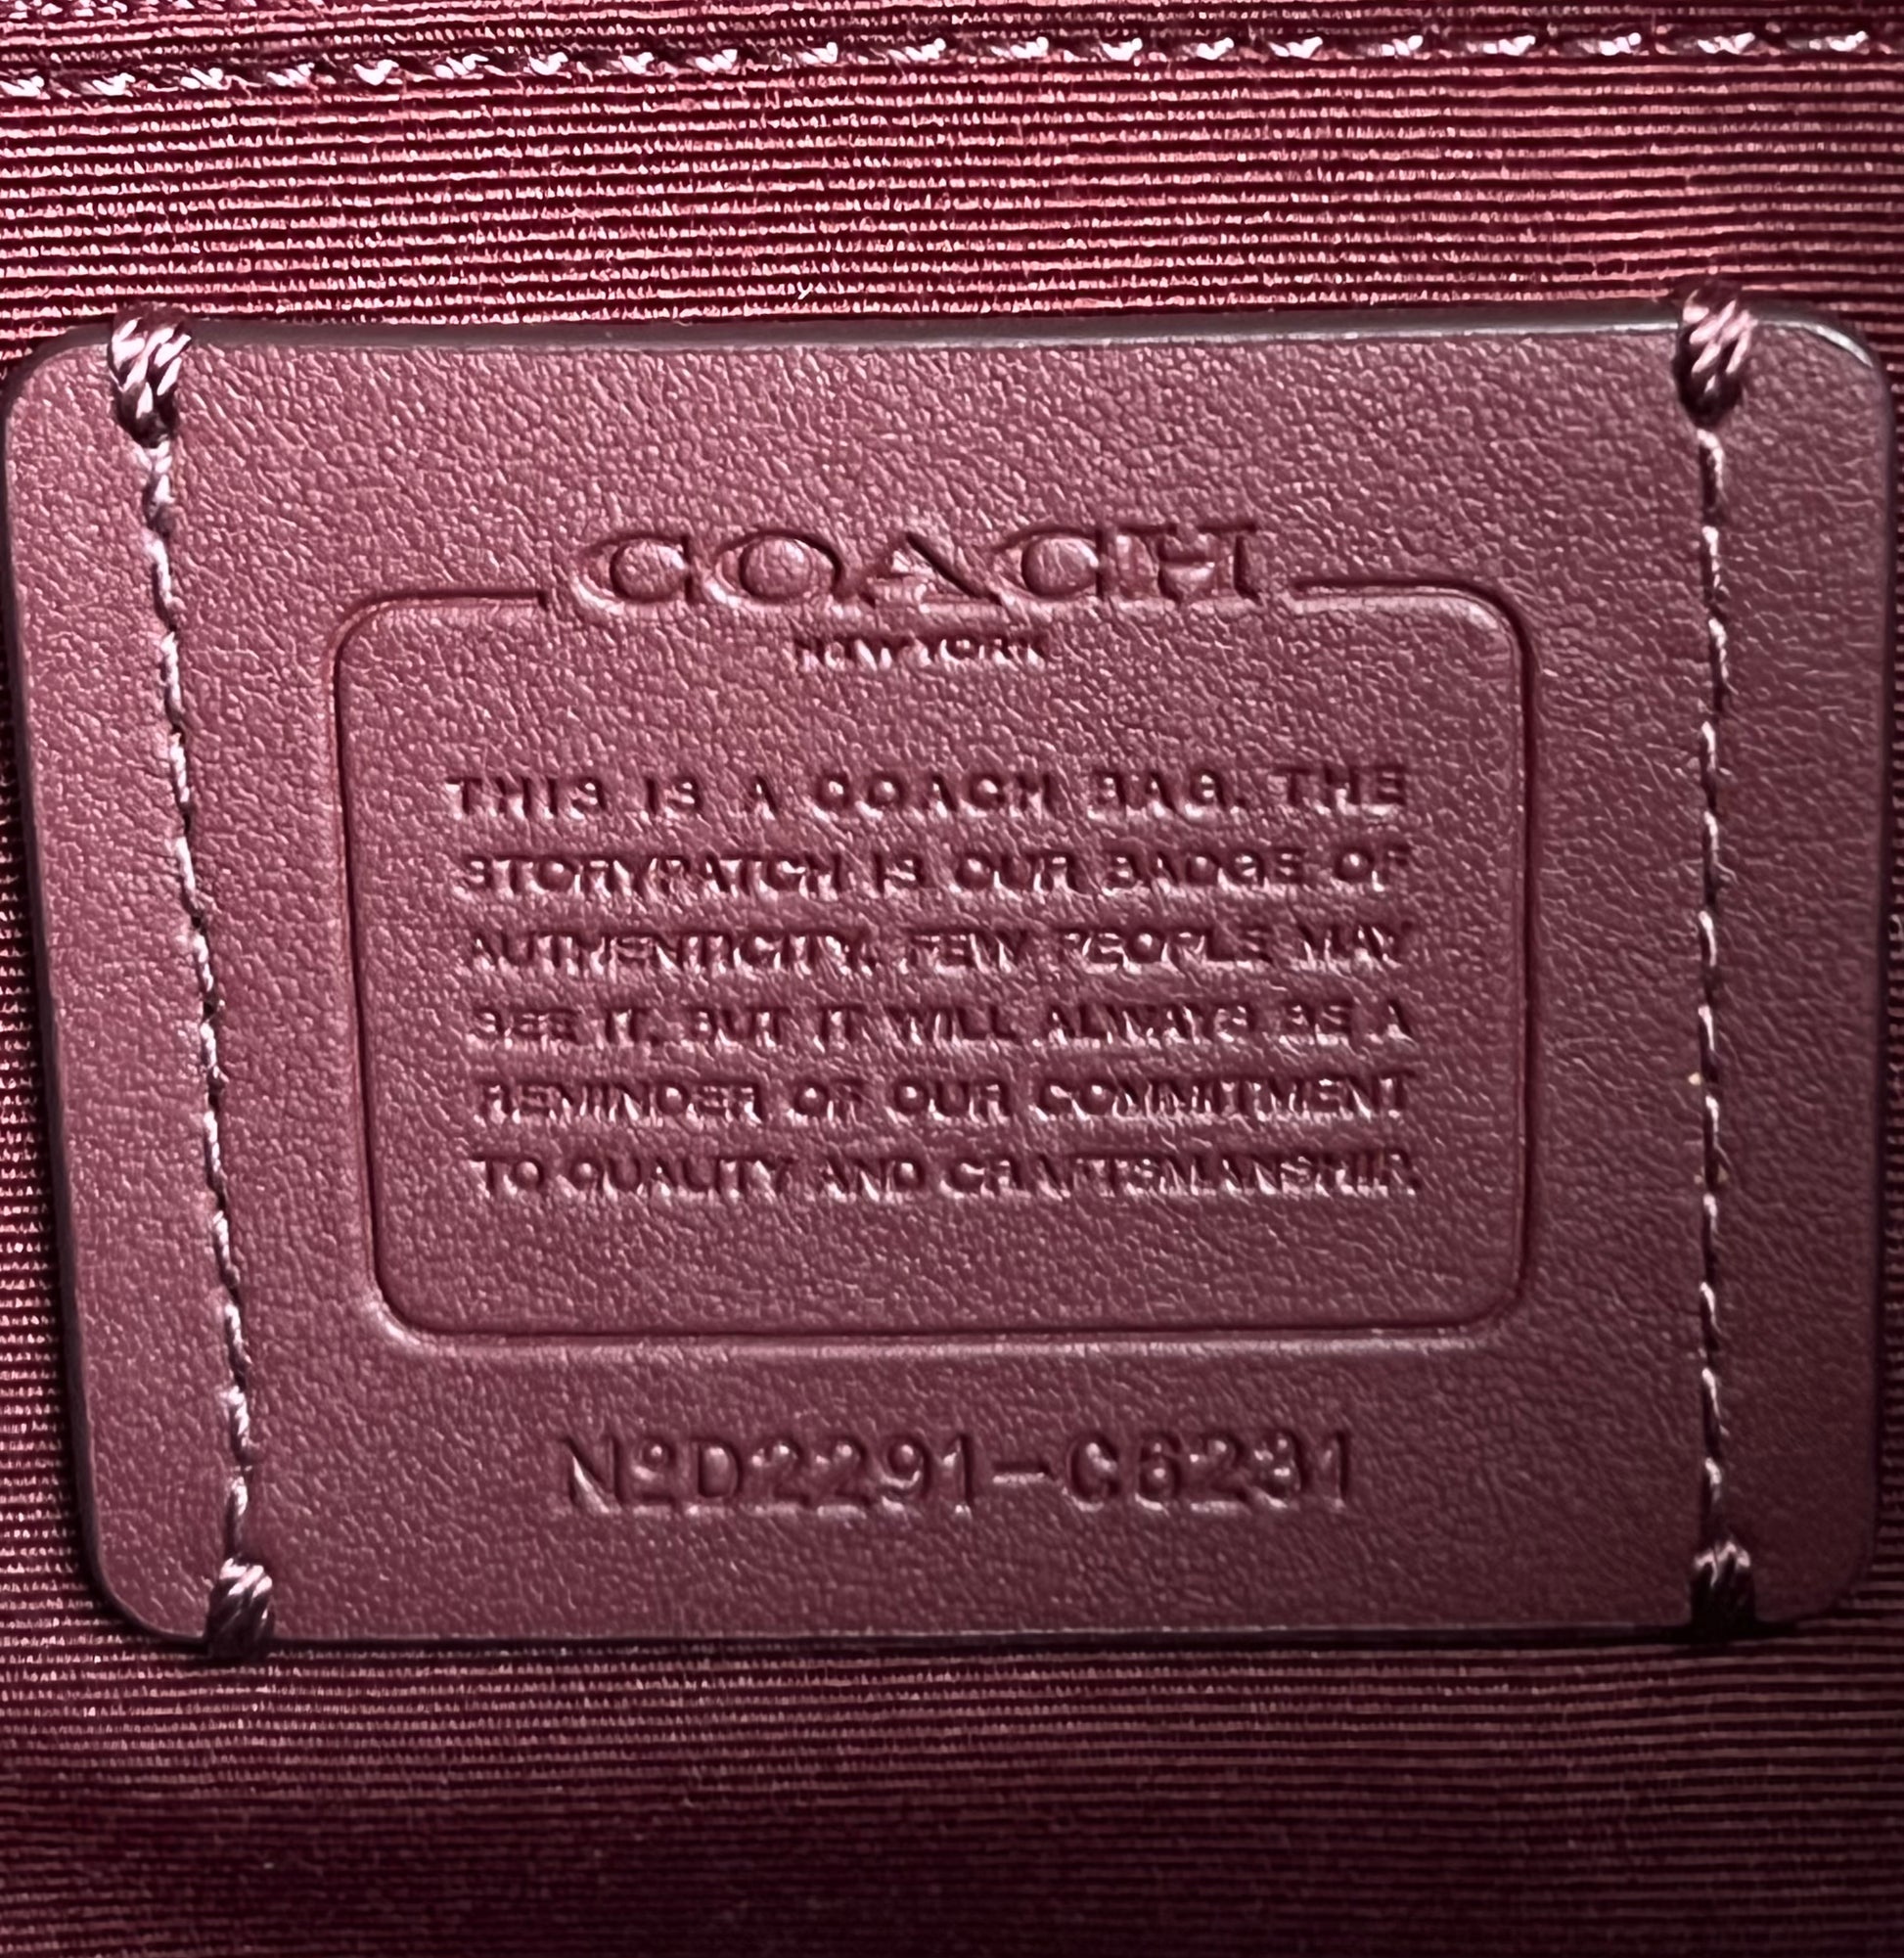 COACH
NEW YORK
THIS IS A COACH BAG. THE
STORYPATCH IS OUR BADGE OF
AUTHENTICITY. FEW PEOPLE MAY
SEE IT, BUT IT WILL ALWAYS BE A
REMINDER OF OUR COMMITMENT
TO QUALITY AND CRAFTSMANSHIP.
NºD2291-C6231